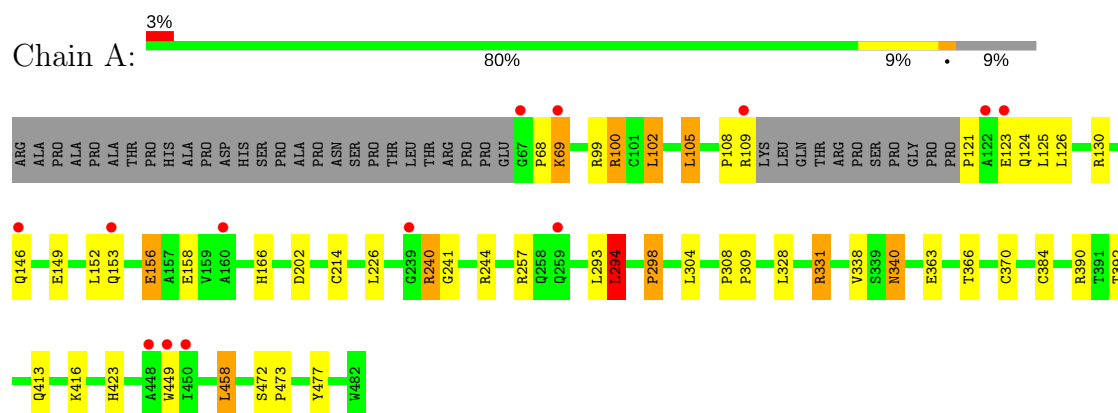 3%
Chain A:
80% 9% • 9%
ARG ALA PRO ALA PRO ALA THR PRO HIS ALA PRO ASP HIS SER PRO ALA PRO ASN SER PRO THR LEU THR ARG PRO PRO GLU G67 P68 K69 R99 R100 C101 L102 L105 P108 R109 LYS LEU GLN THR ARG PRO SER PRO GLY PRO PRO P121 A122 E123 Q124 L125 L126 R130
Q146 E149 L152 Q153 E156 A157 E158 V159 A160 H166 D202 C214 L226 G239 R240 G241 R244 R257 Q258 Q259 L293 L294 P298 L304 P308 P309 L328 R331 V338 S339 N340 E363 T366 C370 C384 R390 T391 T392
Q413 K416 H423 A448 W449 I450 L458 S472 P473 Y477 W482